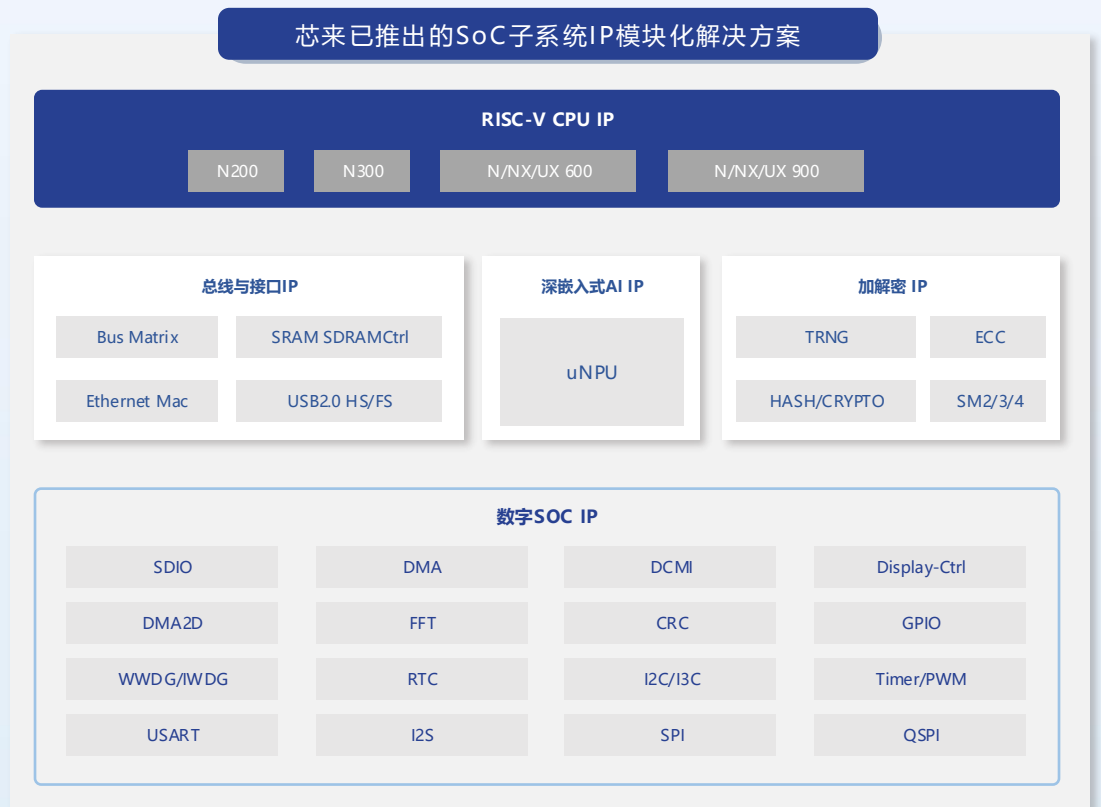 芯来已推出的SoC子系统IP模块化解决方案
RISC-V CPU IP
N200 N300 N/NX/UX 600 N/NX/UX 900
总线与接口IP
Bus Matrix SRAM SDRAMCtrl
Ethernet Mac USB2.0 HS/FS
深嵌入式AI IP
uNPU
加解密 IP
TRNG ECC
HASH/CRYPTO SM2/3/4
数字SOC IP
SDIO DMA DCMI Display-Ctrl
DMA2D FFT CRC GPIO
WWDG/IWDG RTC I2C/I3C Timer/PWM
USART I2S SPI QSPI